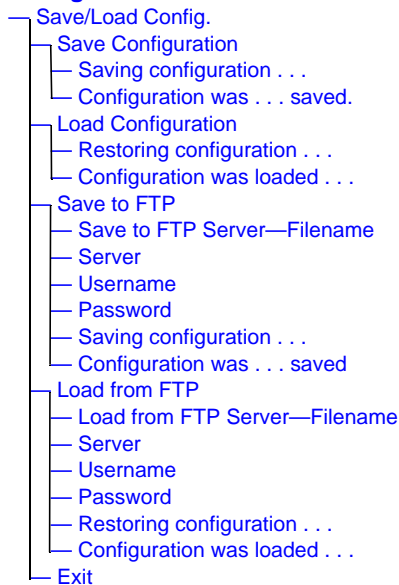 Save/Load Config.
Save Configuration
Saving configuration . . .
Configuration was . . . saved.
Load Configuration
Restoring configuration . . .
Configuration was loaded . . .
Save to FTP
Save to FTP Server—Filename
Server
Username
Password
Saving configuration . . .
Configuration was . . . saved
Load from FTP
Load from FTP Server—Filename
Server
Username
Password
Restoring configuration . . .
Configuration was loaded . . .
Exit